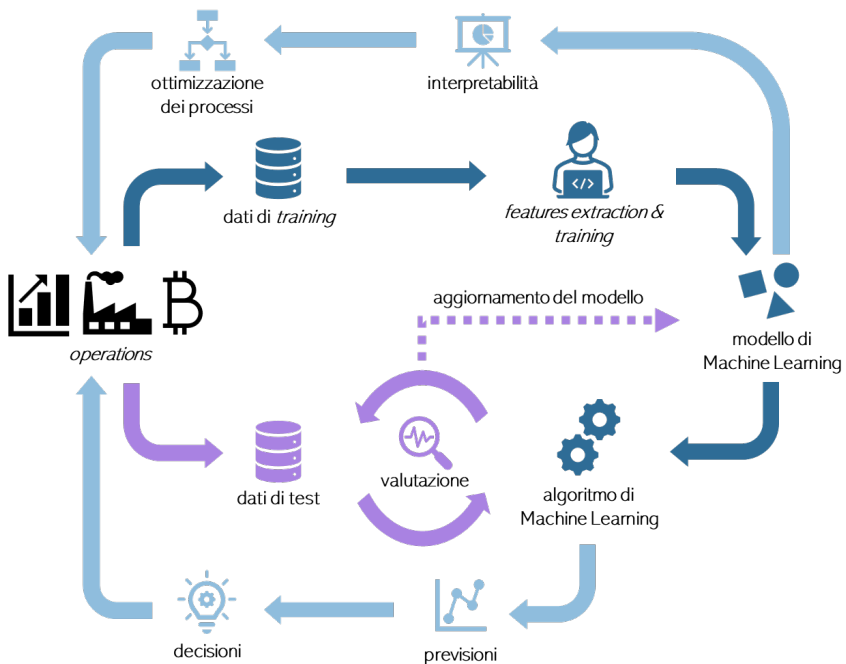 ottimizzazione
dei processi
interpretabilità
dati di training
features extraction &
training
operations
aggiornamento del modello
modello di
Machine Learning
dati di test
valutazione
algoritmo di
Machine Learning
decisioni
previsioni